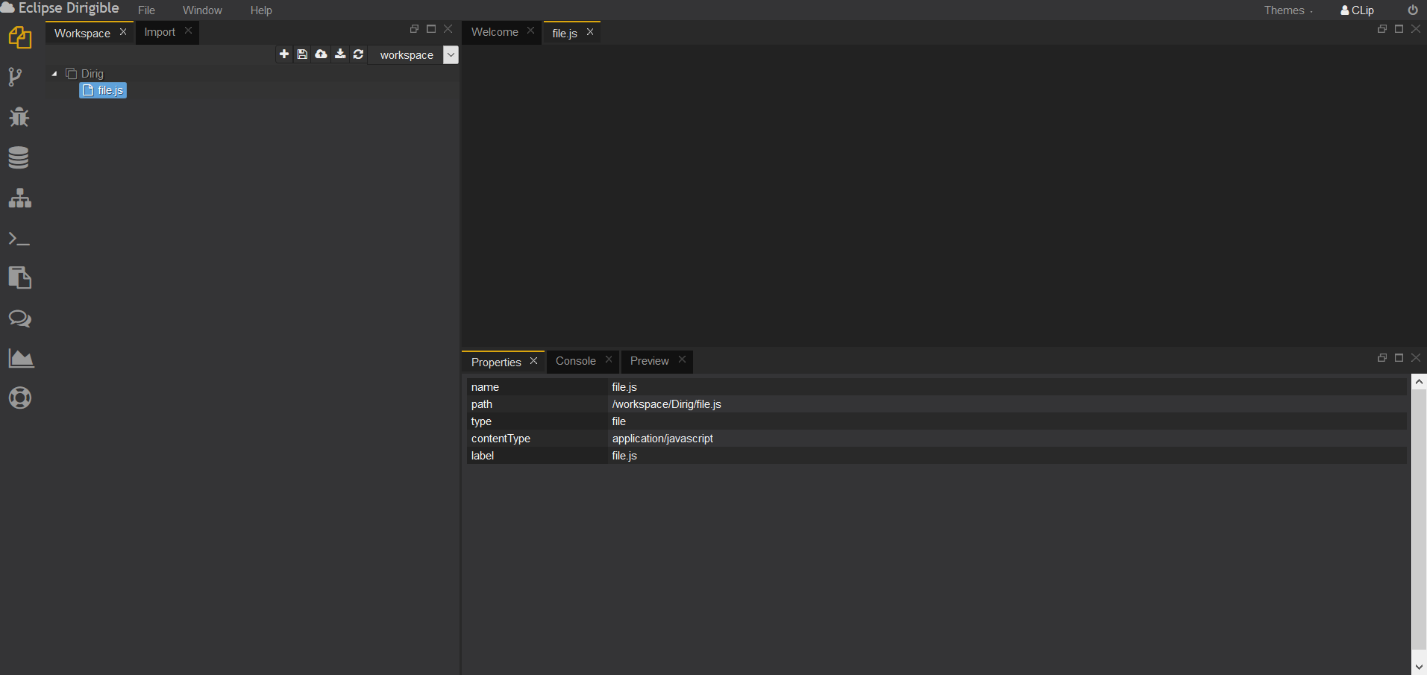 Eclipse Dirigible File Window Help Themes CLip
Workspace Import Welcome file.js
workspace
Dirig
file.js
Properties Console Preview
name file.js
path /workspace/Dirig/file.js
type file
contentType application/javascript
label file.js